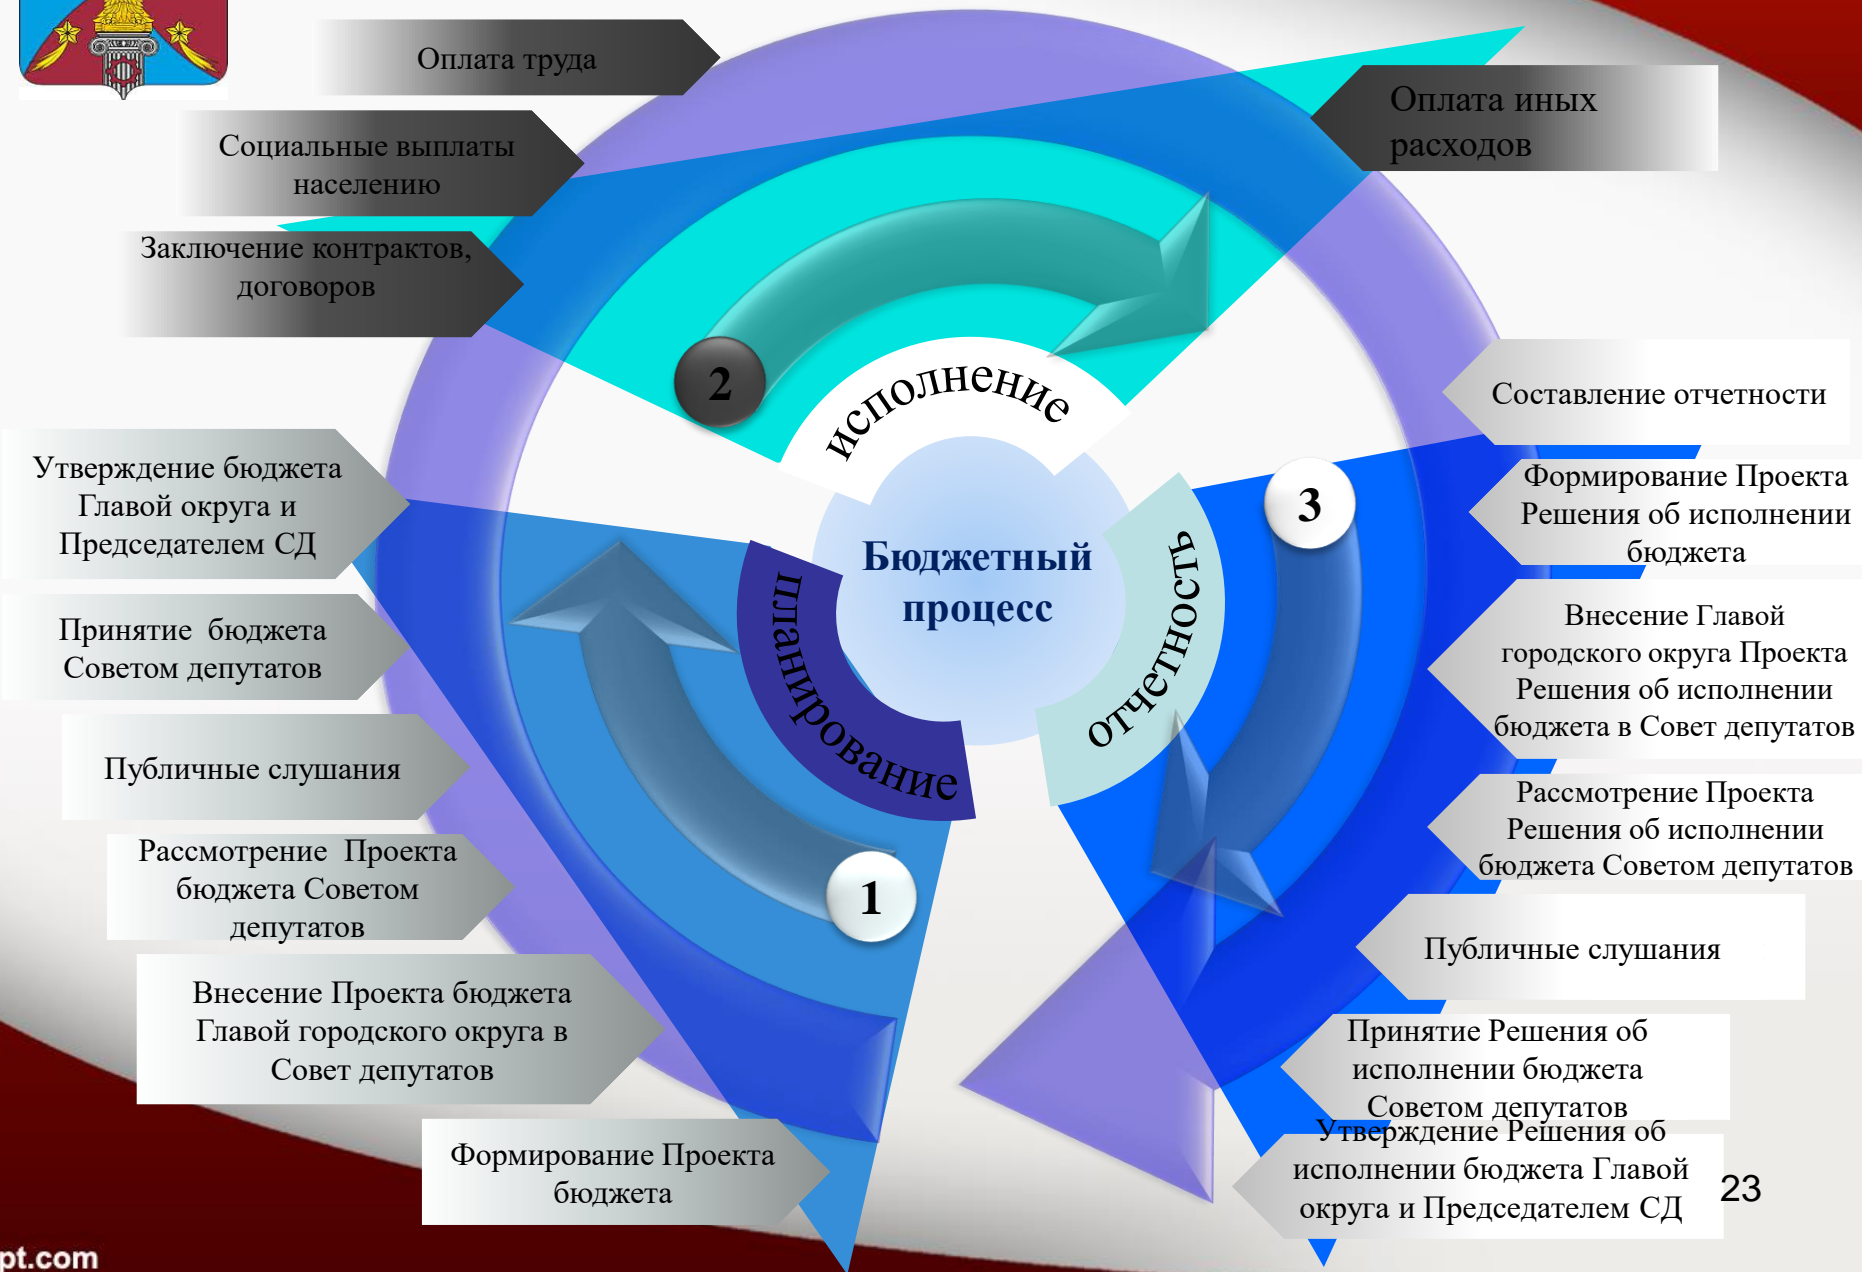 Оплата труда
Социальные выплаты
населению
Заключение контрактов,
договоров
Оплата иных
расходов
2
исполнение
Утверждение бюджета
Главой округа и
Председателем СД
Принятие бюджета
Советом депутатов
Публичные слушания
Рассмотрение Проекта
бюджета Советом
депутатов
Внесение Проекта бюджета
Главой городского округа в
Совет депутатов
Формирование Проекта
бюджета
1
планирование
Бюджетный
процесс
отчетность
3
Составление отчетности
Формирование Проекта
Решения об исполнении
бюджета
Внесение Главой
городского округа Проекта
Решения об исполнении
бюджета в Совет депутатов
Рассмотрение Проекта
Решения об исполнении
бюджета Советом депутатов
Публичные слушания
Принятие Решения об
исполнении бюджета
Советом депутатов
Утверждение Решения об
исполнении бюджета Главой
округа и Председателем СД
23
pt.com